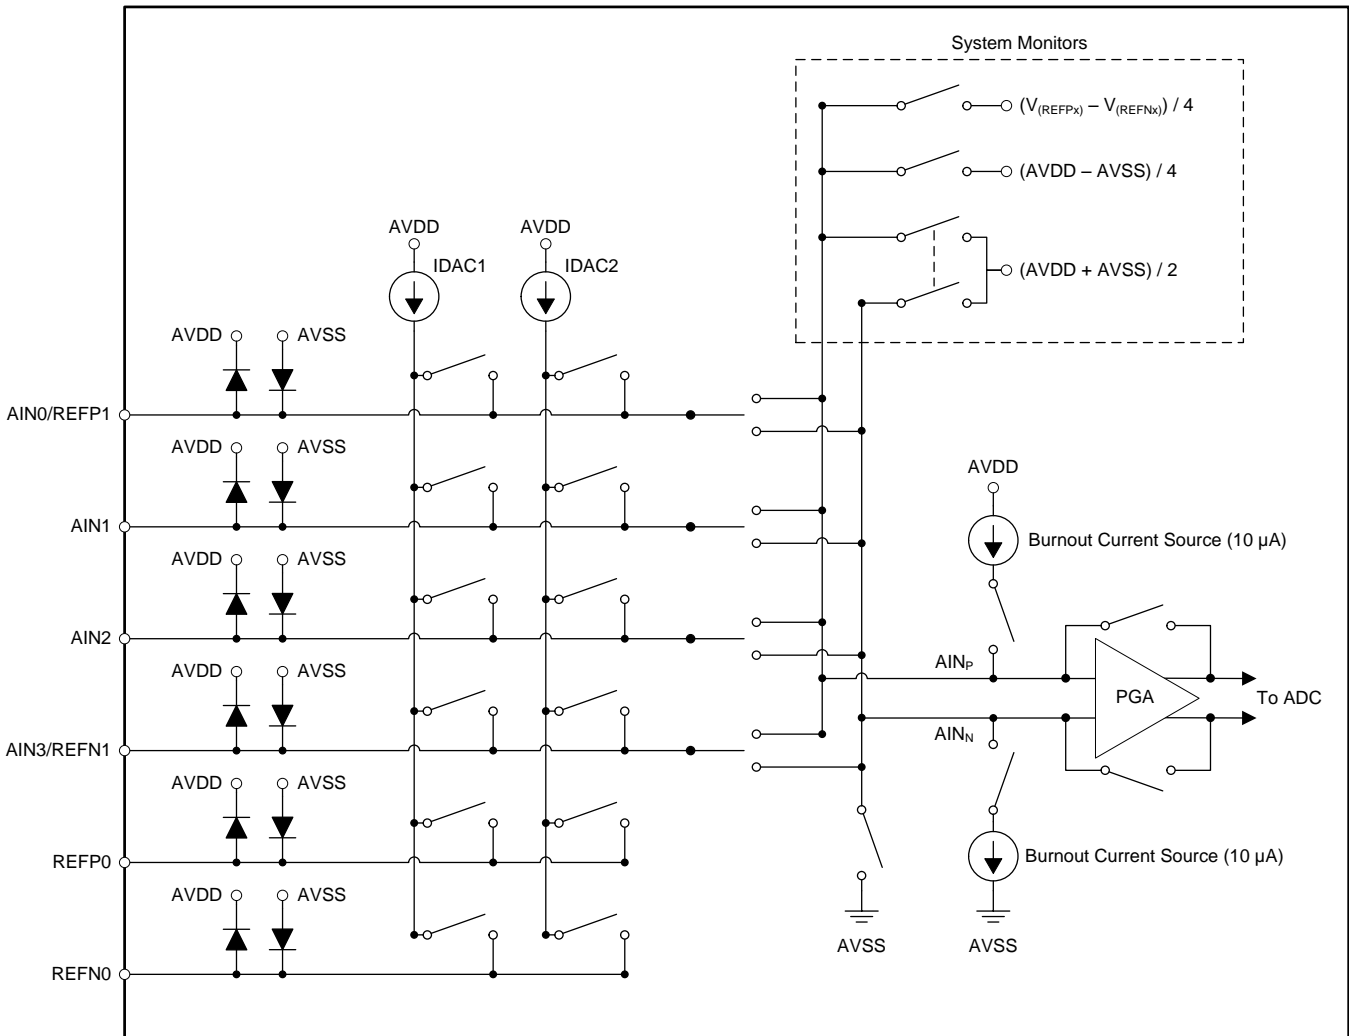 System Monitors
(V(REFPx) – V(REFNx)) / 4
(AVDD – AVSS) / 4
(AVDD + AVSS) / 2
AVDD
AVDD
IDAC1
IDAC2
AVDD
AVSS
AIN0/REFP1
AVDD
AVSS
AIN1
AVDD
AVSS
AIN2
AVDD
AVSS
AIN3/REFN1
AVDD
AVSS
REFP0
AVDD
AVSS
REFN0
AVDD
Burnout Current Source (10 µA)
AINP
PGA
To ADC
AINN
Burnout Current Source (10 µA)
AVSS
AVSS